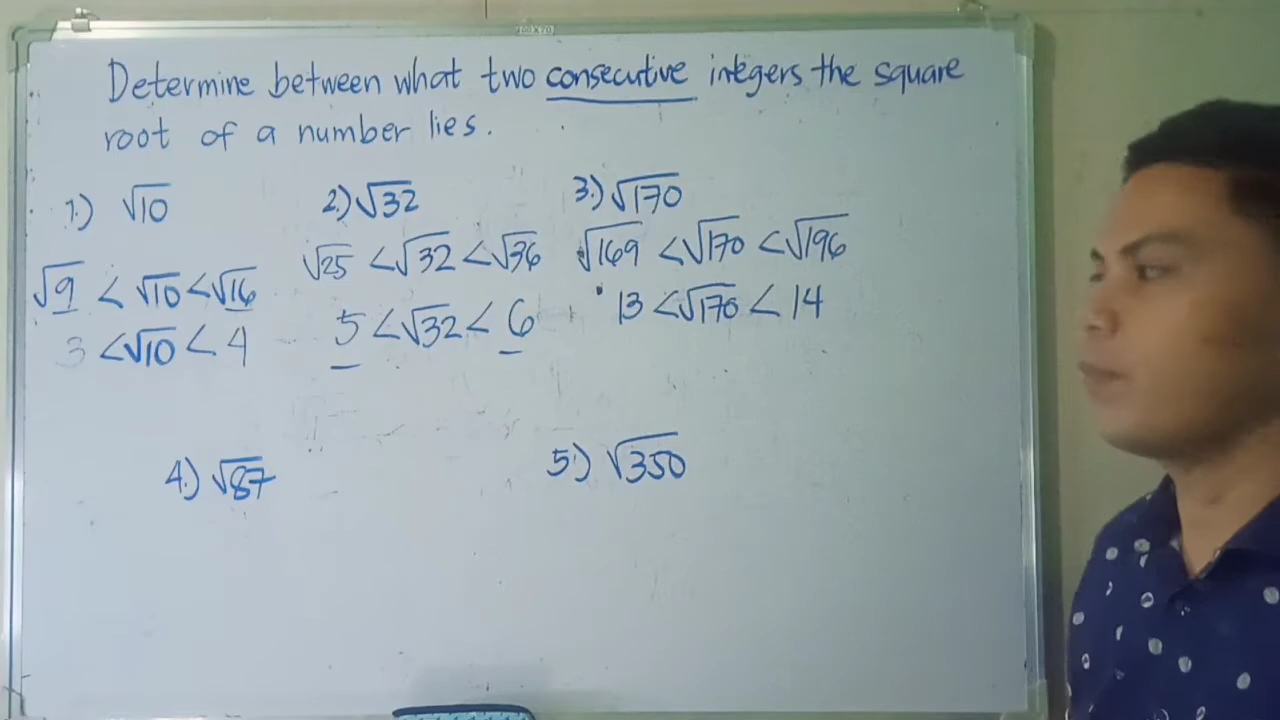 100 x 70
Determine between what two consecutive integers the square
root of a number lies.
1.) √10
√9 < √10 < √16
3 < √10 < 4
2.) √32
√25 < √32 < √36
5 < √32 < 6
3.) √170
√169 < √170 < √196
13 < √170 < 14
4.) √87
5.) √350